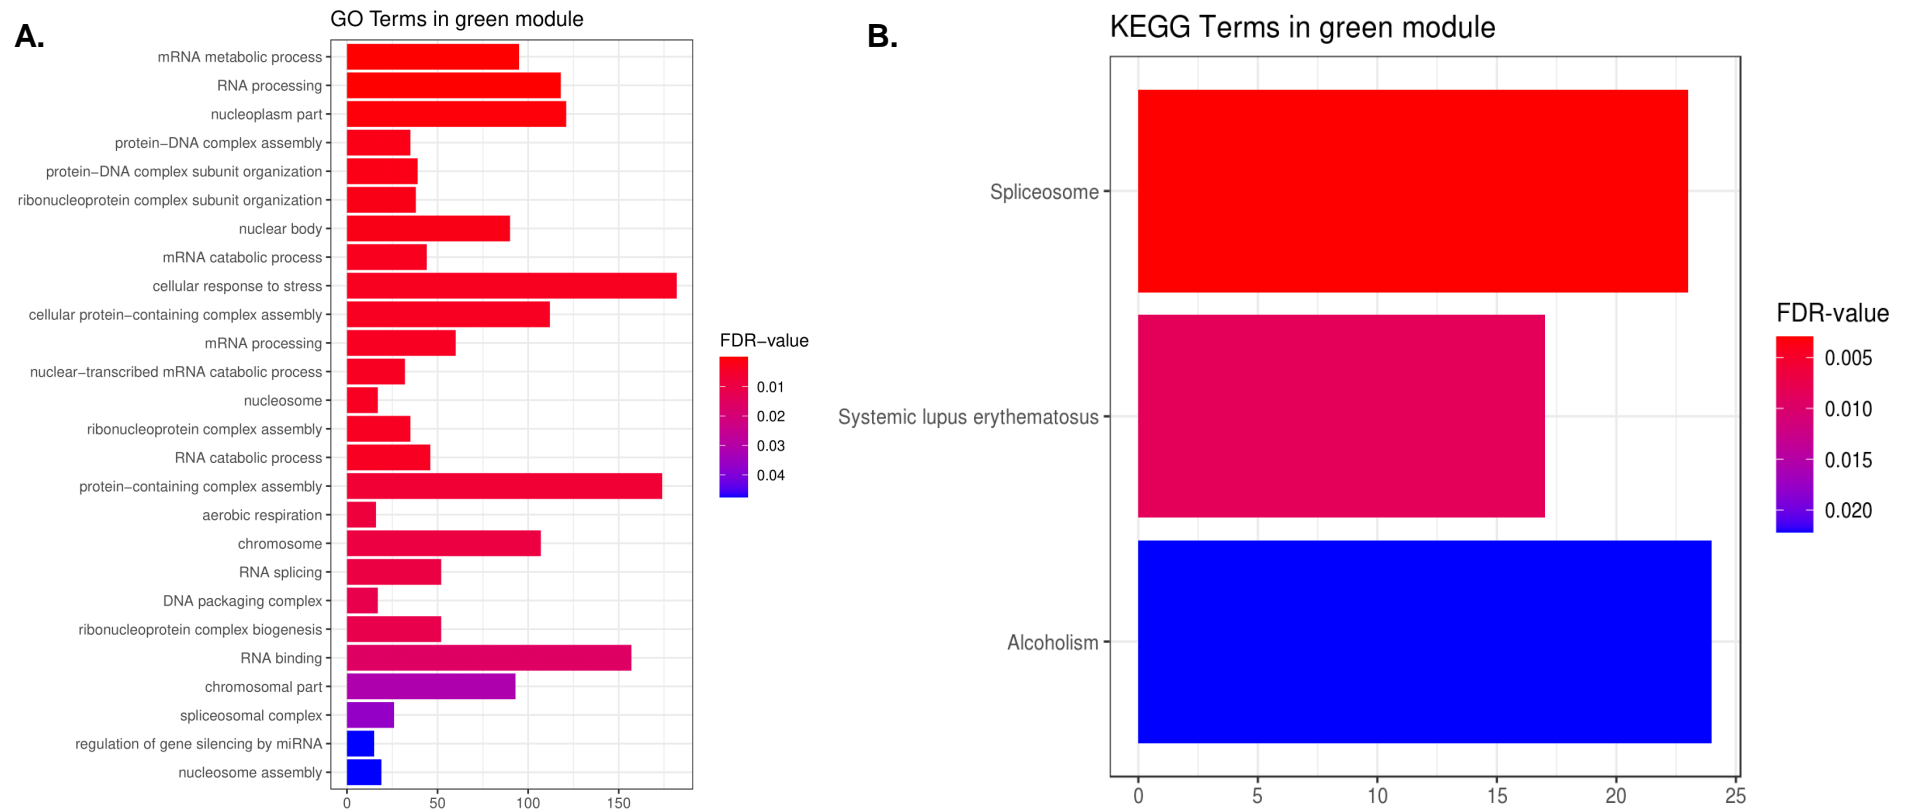 A.
GO Terms in green module
mRNA metabolic process
RNA processing
nucleoplasm part
protein−DNA complex assembly
protein−DNA complex subunit organization
ribonucleoprotein complex subunit organization
nuclear body
mRNA catabolic process
cellular response to stress
cellular protein−containing complex assembly
mRNA processing
nuclear−transcribed mRNA catabolic process
nucleosome
ribonucleoprotein complex assembly
RNA catabolic process
protein−containing complex assembly
aerobic respiration
chromosome
RNA splicing
DNA packaging complex
ribonucleoprotein complex biogenesis
RNA binding
chromosomal part
spliceosomal complex
regulation of gene silencing by miRNA
nucleosome assembly
0 50 100 150
FDR−value
0.01
0.02
0.03
0.04
B.
KEGG Terms in green module
Spliceosome
Systemic lupus erythematosus
Alcoholism
0 5 10 15 20 25
FDR-value
0.005
0.010
0.015
0.020